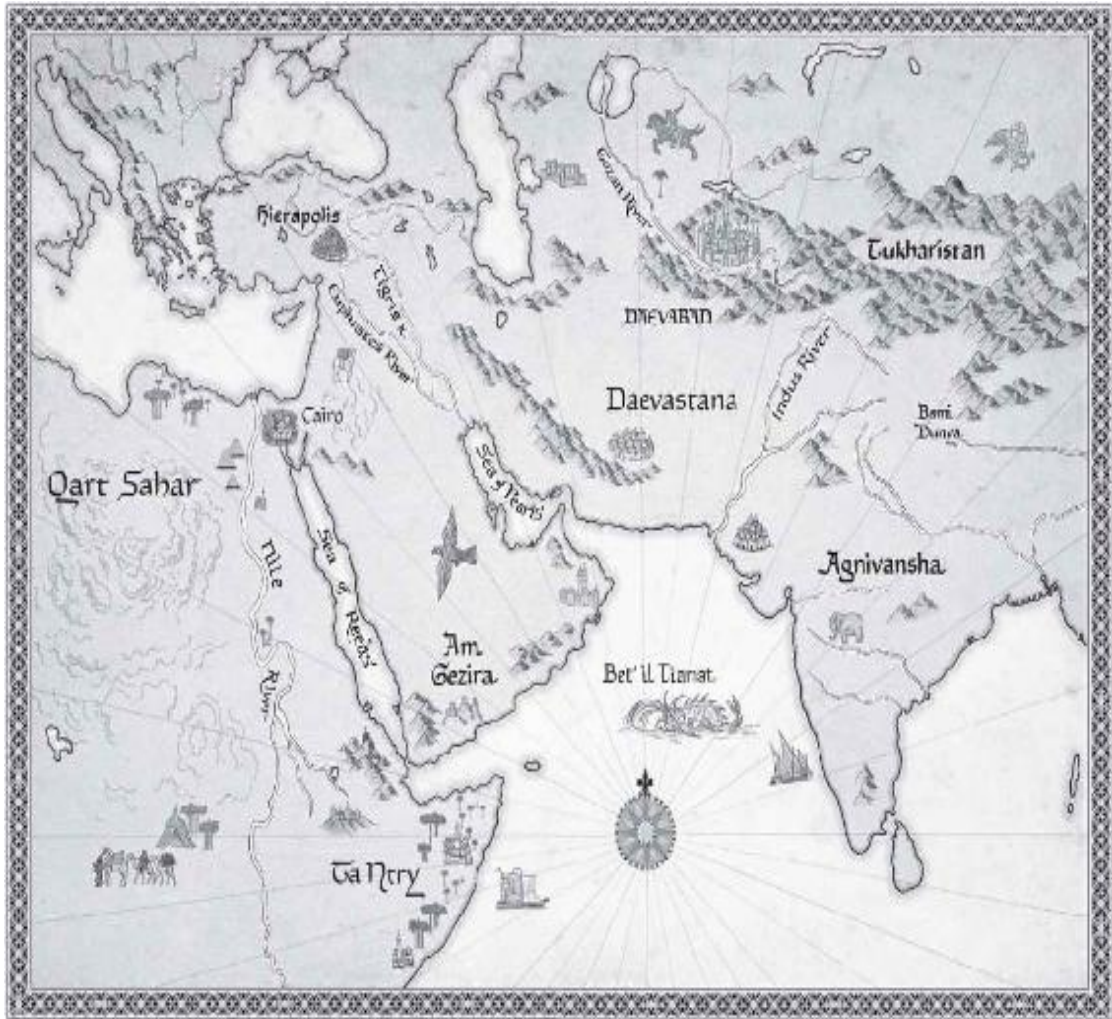 Hierapolis
Gozan River
Tukharistan
Tigris &
Euphrates River
DAEVABAD
Indus River
Daevastana
Cairo
Bami
Dunya
Qart Sahar
Sea of Pearls
Nile
River
Sea of Reeds
Agnivansha
Am
Gezira
Bet' il Tiamat
Ta Ntry